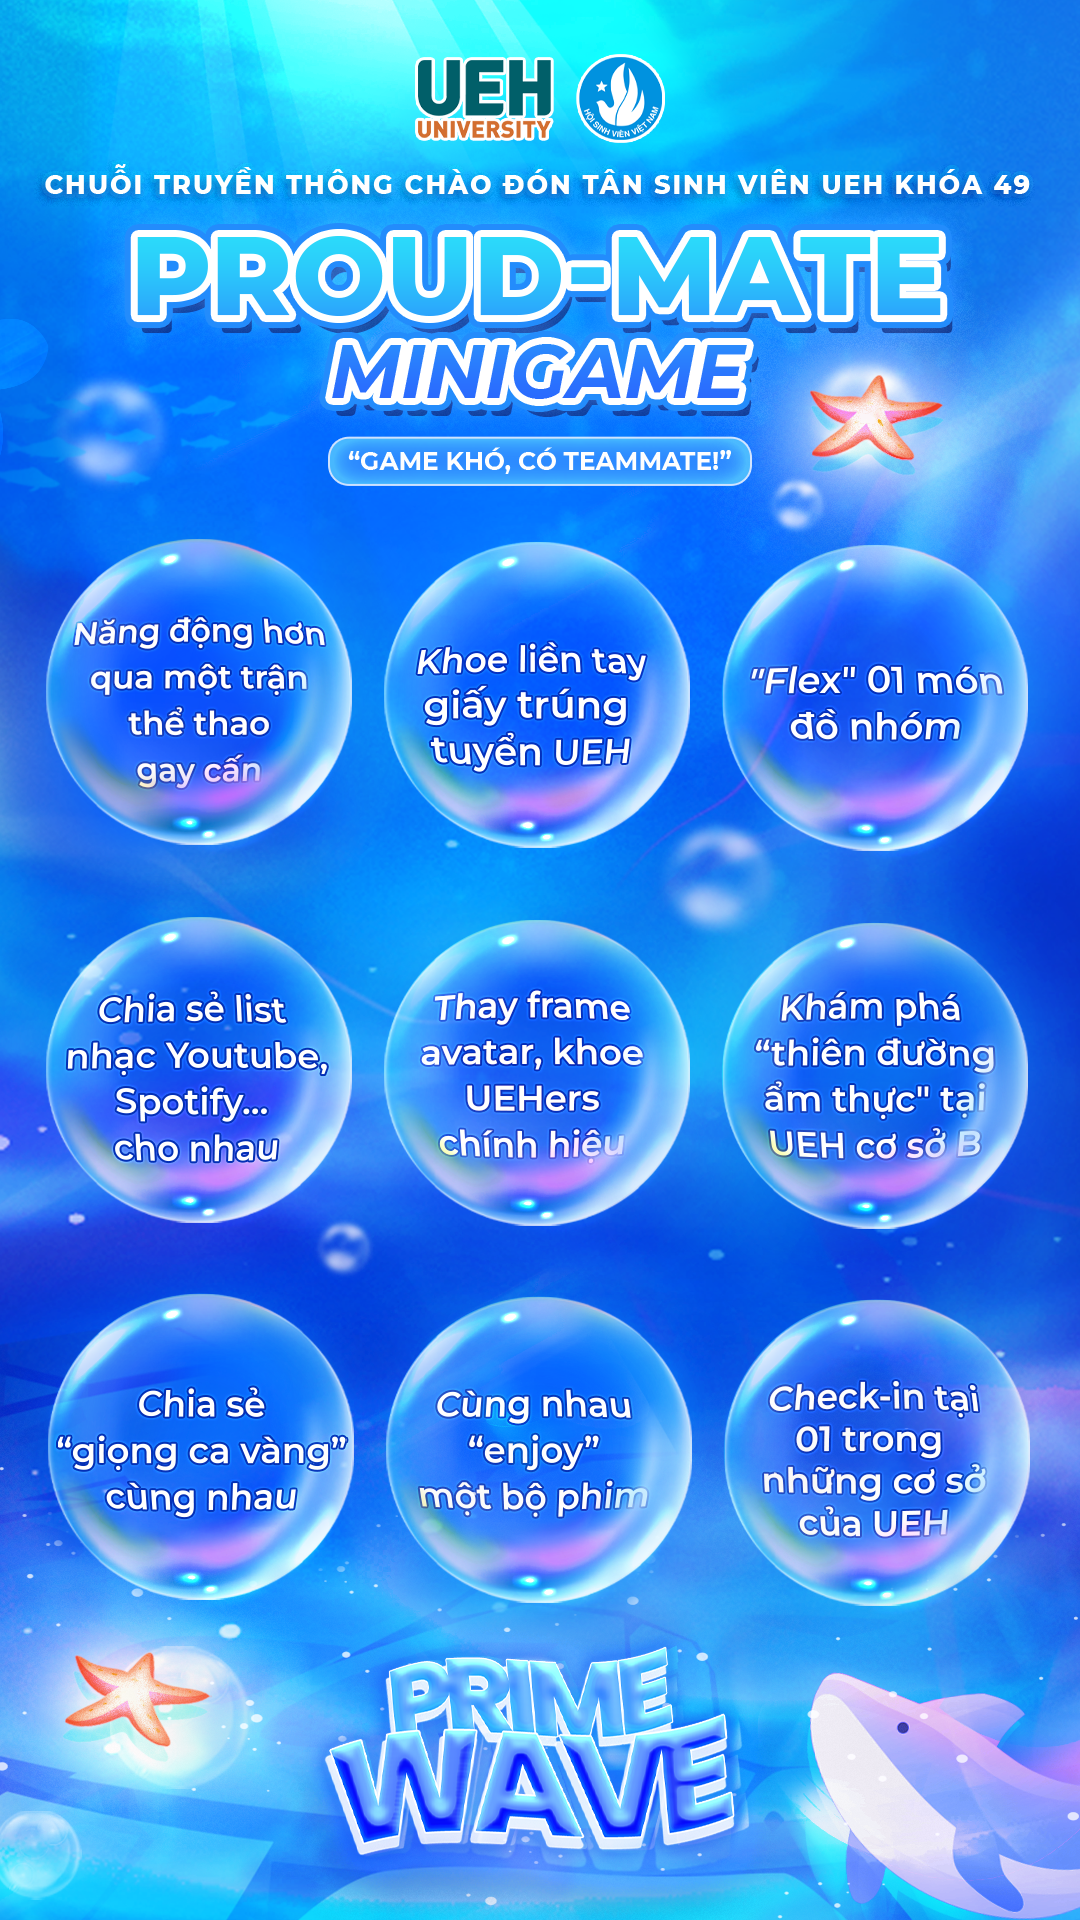 UEH
UNIVERSITY
HỘI SINH VIÊN VIỆT NAM
CHUỖI TRUYỀN THÔNG CHÀO ĐÓN TÂN SINH VIÊN UEH KHÓA 49
PROUD-MATE
MINIGAME
“GAME KHÓ, CÓ TEAMMATE!”
Năng động hơn
qua một trận
thể thao
gay cấn
Khoe liền tay
giấy trúng
tuyển UEH
"Flex" 01 món
đồ nhóm
Chia sẻ list
nhạc Youtube,
Spotify...
cho nhau
Thay frame
avatar, khoe
UEHers
chính hiệu
Khám phá
“thiên đường
ẩm thực" tại
UEH cơ sở B
Chia sẻ
“giọng ca vàng”
cùng nhau
Cùng nhau
“enjoy”
một bộ phim
Check-in tại
01 trong
những cơ sở
của UEH
PRIME
WAVE